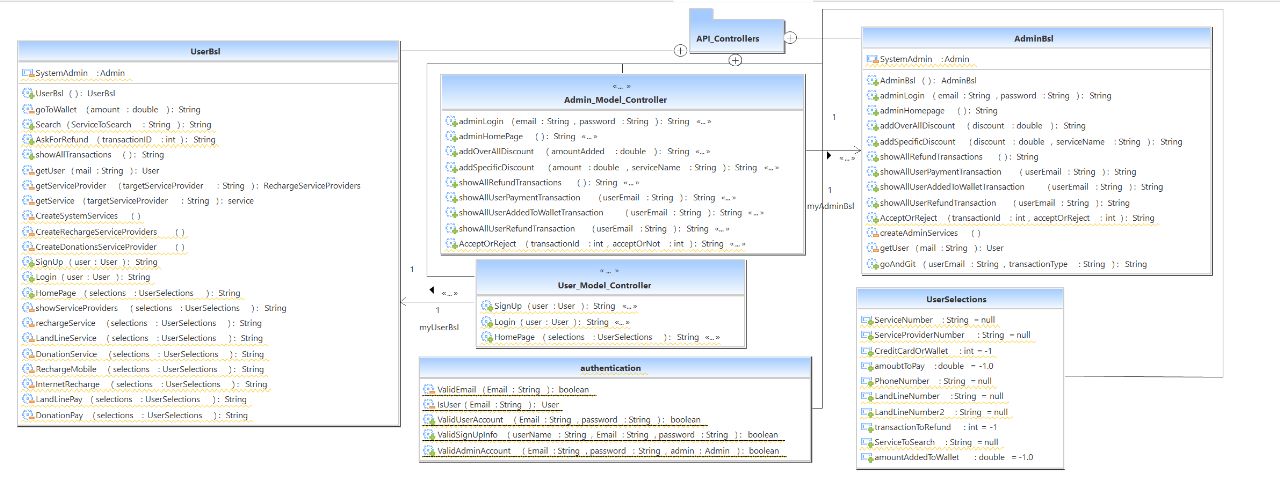 API_Controllers
UserBsl
SystemAdmin : Admin
UserBsl ( ) : UserBsl
goToWallet (amount : double ) : String
Search (ServiceToSearch : String ) : String
AskForRefund (transactionID : int ) : String
showAllTransactions ( ) : String
getUser (mail : String ) : User
getServiceProvider (targetServiceProvider : String ) : RechargeServiceProviders
getService (targetServiceProvider : String ) : service
CreateSystemServices ( )
CreateRechargeServiceProviders ( )
CreateDonationsServiceProvider ( )
SignUp (user : User ) : String
Login (user : User ) : String
HomePage (selections : UserSelections ) : String
showServiceProviders (selections : UserSelections ) : String
rechargeService (selections : UserSelections ) : String
LandLineService (selections : UserSelections ) : String
DonationService (selections : UserSelections ) : String
RechargeMobile (selections : UserSelections ) : String
InternetRecharge (selections : UserSelections ) : String
LandLinePay (selections : UserSelections ) : String
DonationPay (selections : UserSelections ) : String
«... »
Admin_Model_Controller
adminLogin (email : String , password : String ) : String «...»
adminHomePage ( ) : String «...»
addOverAllDiscount (amountAdded : double ) : String «...»
addSpecificDiscount (amount : double , serviceName : String ) : String «...»
showAllRefundTransactions ( ) : String «...»
showAllUserPaymentTransaction (userEmail : String ) : String «...»
showAllUserAddedToWalletTransaction (userEmail : String ) : String «...»
showAllUserRefundTransaction (userEmail : String ) : String «...»
AcceptOrReject (transactionId : int , acceptOrNot : int ) : String «...»
1
«...»
1
myAdminBsl
AdminBsl
SystemAdmin : Admin
AdminBsl ( ) : AdminBsl
adminLogin (email : String , password : String ) : String
adminHomepage ( ) : String
addOverAllDiscount (discount : double ) : String
addSpecificDiscount (discount : double , serviceName : String ) : String
showAllRefundTransactions ( ) : String
showAllUserPaymentTransaction (userEmail : String ) : String
showAllUserAddedToWalletTransaction (userEmail : String ) : String
showAllUserRefundTransaction (userEmail : String ) : String
AcceptOrReject (transactionId : int , acceptOrReject : int ) : String
createAdminServices ( )
getUser (mail : String ) : User
goAndGit (userEmail : String , transactionType : String ) : String
1
«...»
1
myUserBsl
«... »
User_Model_Controller
SignUp (user : User ) : String «...»
Login (user : User ) : String «...»
HomePage (selections : UserSelections ) : String «...»
authentication
ValidEmail (Email : String ) : boolean
IsUser (Email : String ) : User
ValidUserAccount (Email : String , password : String ) : boolean
ValidSignUpInfo (userName : String , Email : String , password : String ) : boolean
ValidAdminAccount (Email : String , password : String , admin : Admin ) : boolean
UserSelections
ServiceNumber : String = null
ServiceProviderNumber : String = null
CreditCardOrWallet : int = -1
amoubtToPay : double = -1.0
PhoneNumber : String = null
LandLineNumber : String = null
LandLineNumber2 : String = null
transactionToRefund : int = -1
ServiceToSearch : String = null
amountAddedToWallet : double = -1.0